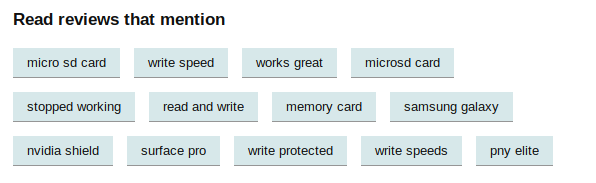 Read reviews that mention
micro sd card write speed works great microsd card
stopped working read and write memory card samsung galaxy
nvidia shield surface pro write protected write speeds pny elite